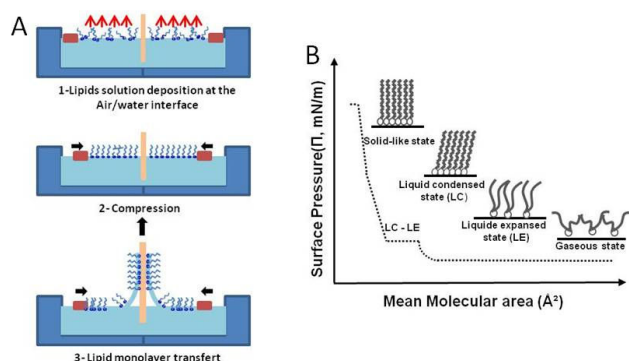 A
1-Lipids solution deposition at the
Air/water interface
2- Compression
3- Lipid monolayer transfert
B
Surface Pressure(Π, mN/m)
Solid-like state
Liquid condensed
state (LC)
Liquide expansed
state (LE)
Gaseous state
LC - LE
Mean Molecular area (Å²)